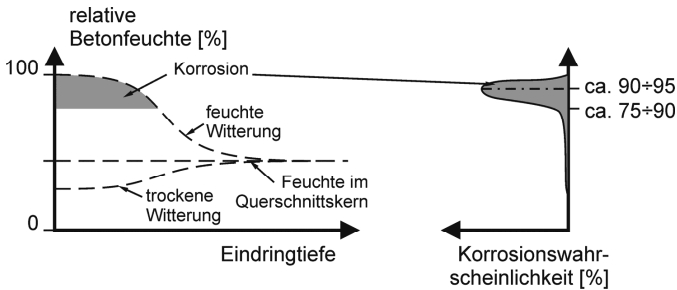 relative
Betonfeuchte [%]
100
Korrosion
feuchte
Witterung
trockene
Witterung
Feuchte im
Querschnittskern
0
Eindringtiefe
ca. 90÷95
ca. 75÷90
Korrosionswahr-
scheinlichkeit [%]